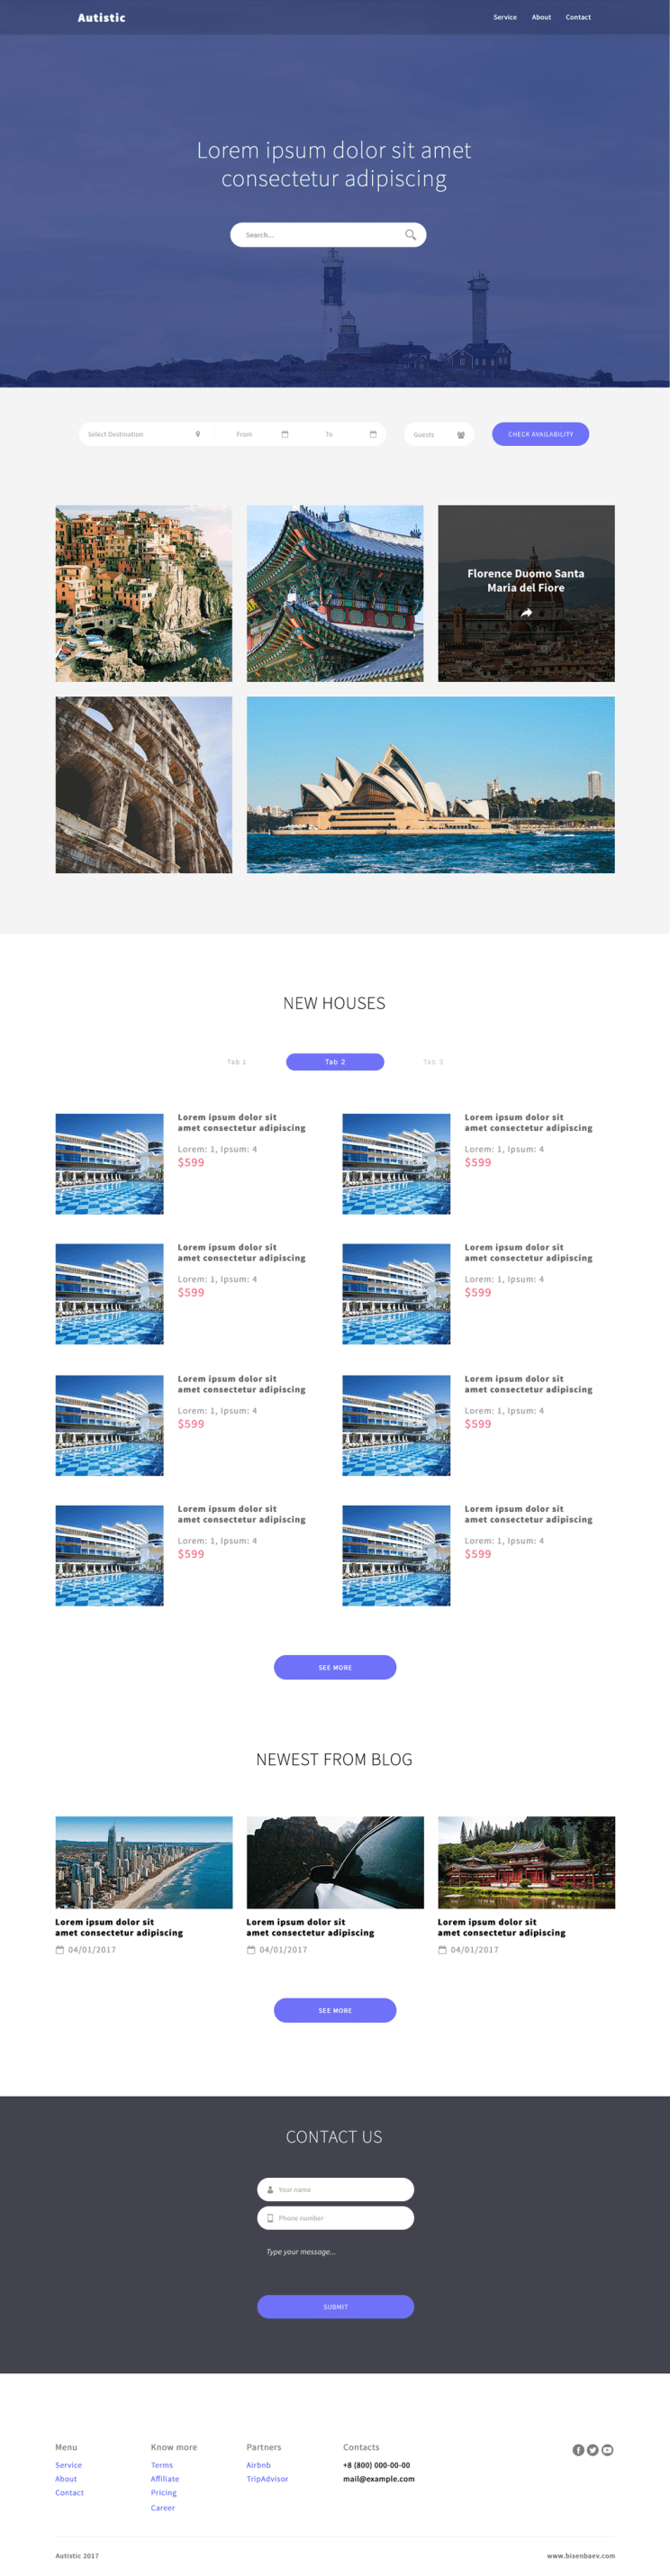 Autistic
Service About Contact
Lorem ipsum dolor sit amet
consectetur adipiscing
Search...
Select Destination From To Guests CHECK AVAILABILITY
Florence Duomo Santa
Maria del Fiore
NEW HOUSES
Tab 1 Tab 2 Tab 3
Lorem ipsum dolor sit
amet consectetur adipiscing
Lorem: 1, Ipsum: 4
$599
Lorem ipsum dolor sit
amet consectetur adipiscing
Lorem: 1, Ipsum: 4
$599
Lorem ipsum dolor sit
amet consectetur adipiscing
Lorem: 1, Ipsum: 4
$599
Lorem ipsum dolor sit
amet consectetur adipiscing
Lorem: 1, Ipsum: 4
$599
Lorem ipsum dolor sit
amet consectetur adipiscing
Lorem: 1, Ipsum: 4
$599
Lorem ipsum dolor sit
amet consectetur adipiscing
Lorem: 1, Ipsum: 4
$599
Lorem ipsum dolor sit
amet consectetur adipiscing
Lorem: 1, Ipsum: 4
$599
Lorem ipsum dolor sit
amet consectetur adipiscing
Lorem: 1, Ipsum: 4
$599
SEE MORE
NEWEST FROM BLOG
Lorem ipsum dolor sit
amet consectetur adipiscing
04/01/2017
Lorem ipsum dolor sit
amet consectetur adipiscing
04/01/2017
Lorem ipsum dolor sit
amet consectetur adipiscing
04/01/2017
SEE MORE
CONTACT US
Your name
Phone number
Type your message...
SUBMIT
Menu
Service
About
Contact
Know more
Terms
Affiliate
Pricing
Career
Partners
Airbnb
TripAdvisor
Contacts
+8 (800) 000-00-00
mail@example.com
Autistic 2017
www.bisenbaev.com